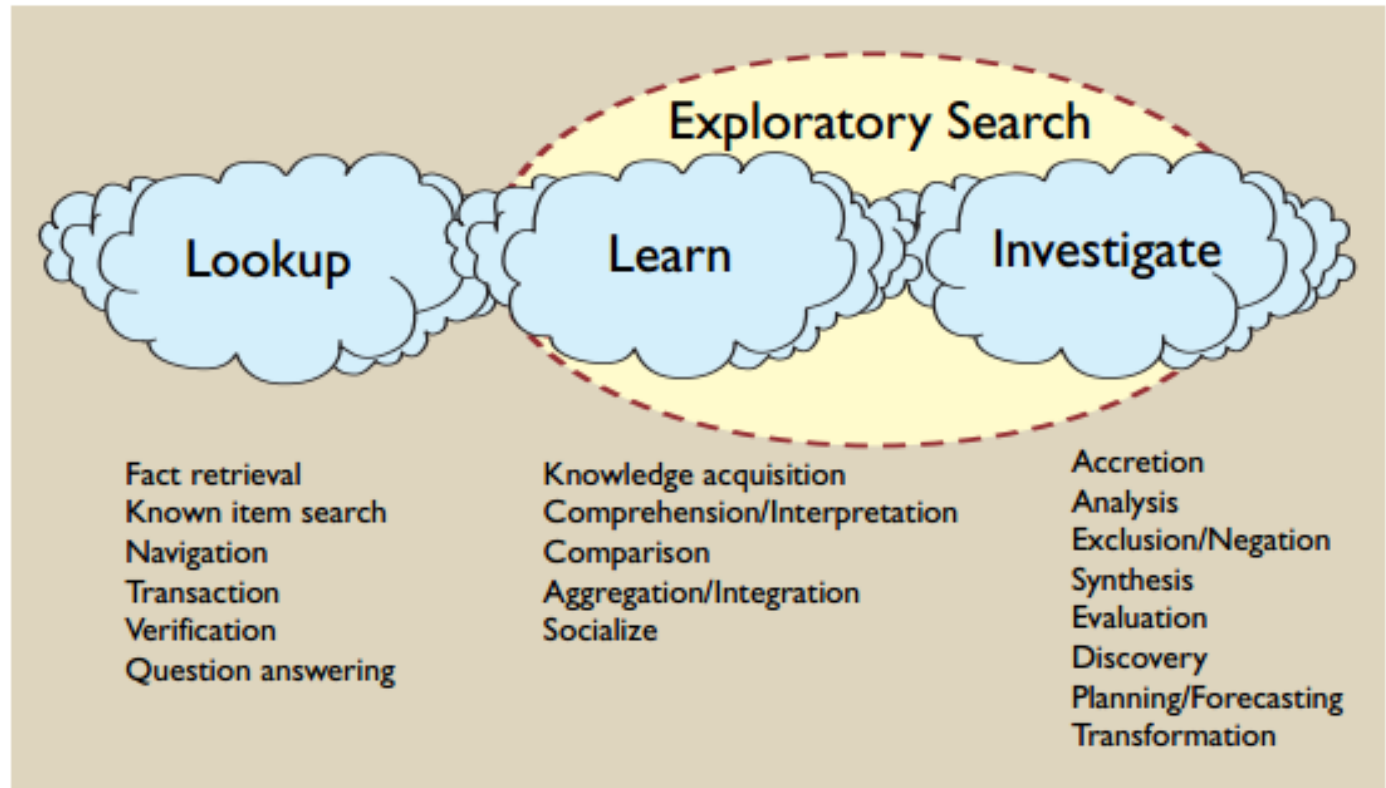 Exploratory Search
Lookup
Learn
Investigate
Fact retrieval
Known item search
Navigation
Transaction
Verification
Question answering
Knowledge acquisition
Comprehension/Interpretation
Comparison
Aggregation/Integration
Socialize
Accretion
Analysis
Exclusion/Negation
Synthesis
Evaluation
Discovery
Planning/Forecasting
Transformation